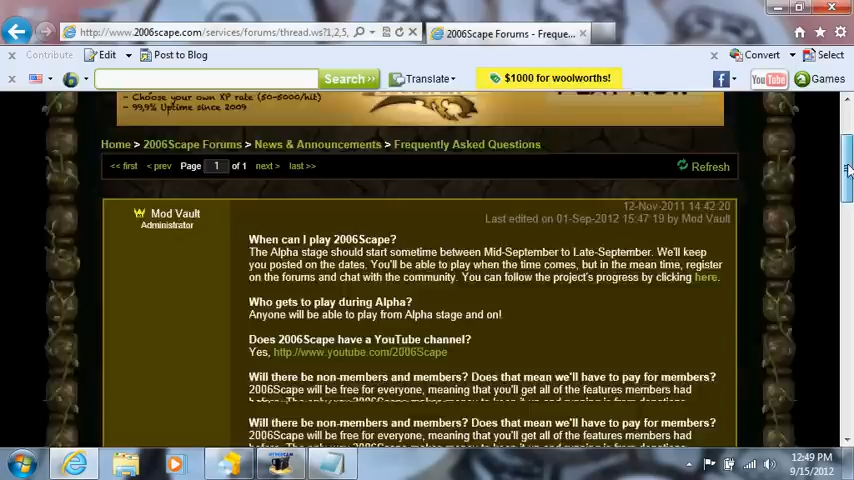 http://www.2006scape.com/services/forums/thread.ws?1,2,5,
2006Scape Forums - Freque...
Contribute Edit Post to Blog Convert Select
Search>> Translate $1000 for woolworths! You Tube Games
- Choose your own XP rate (50-5000/hit)
- 99,9% Uptime since 2009
Home > 2006Scape Forums > News & Announcements > Frequently Asked Questions
<< first < prev Page 1 of 1 next > last >> Refresh
12-Nov-2011 14:42:20
Mod Vault Last edited on 01-Sep-2012 15:47:19 by Mod Vault
Administrator
When can I play 2006Scape?
The Alpha stage should start sometime between Mid-September to Late-September. We'll keep
you posted on the dates. You'll be able to play when the time comes, but in the mean time, register
on the forums and chat with the community. You can follow the project's progress by clicking here.
Who gets to play during Alpha?
Anyone will be able to play from Alpha stage and on!
Does 2006Scape have a YouTube channel?
Yes, http://www.youtube.com/2006Scape
Will there be non-members and members? Does that mean we'll have to pay for members?
2006Scape will be free for everyone, meaning that you'll get all of the features members had
Will there be non-members and members? Does that mean we'll have to pay for members?
2006Scape will be free for everyone, meaning that you'll get all of the features members had
12:49 PM
9/15/2012